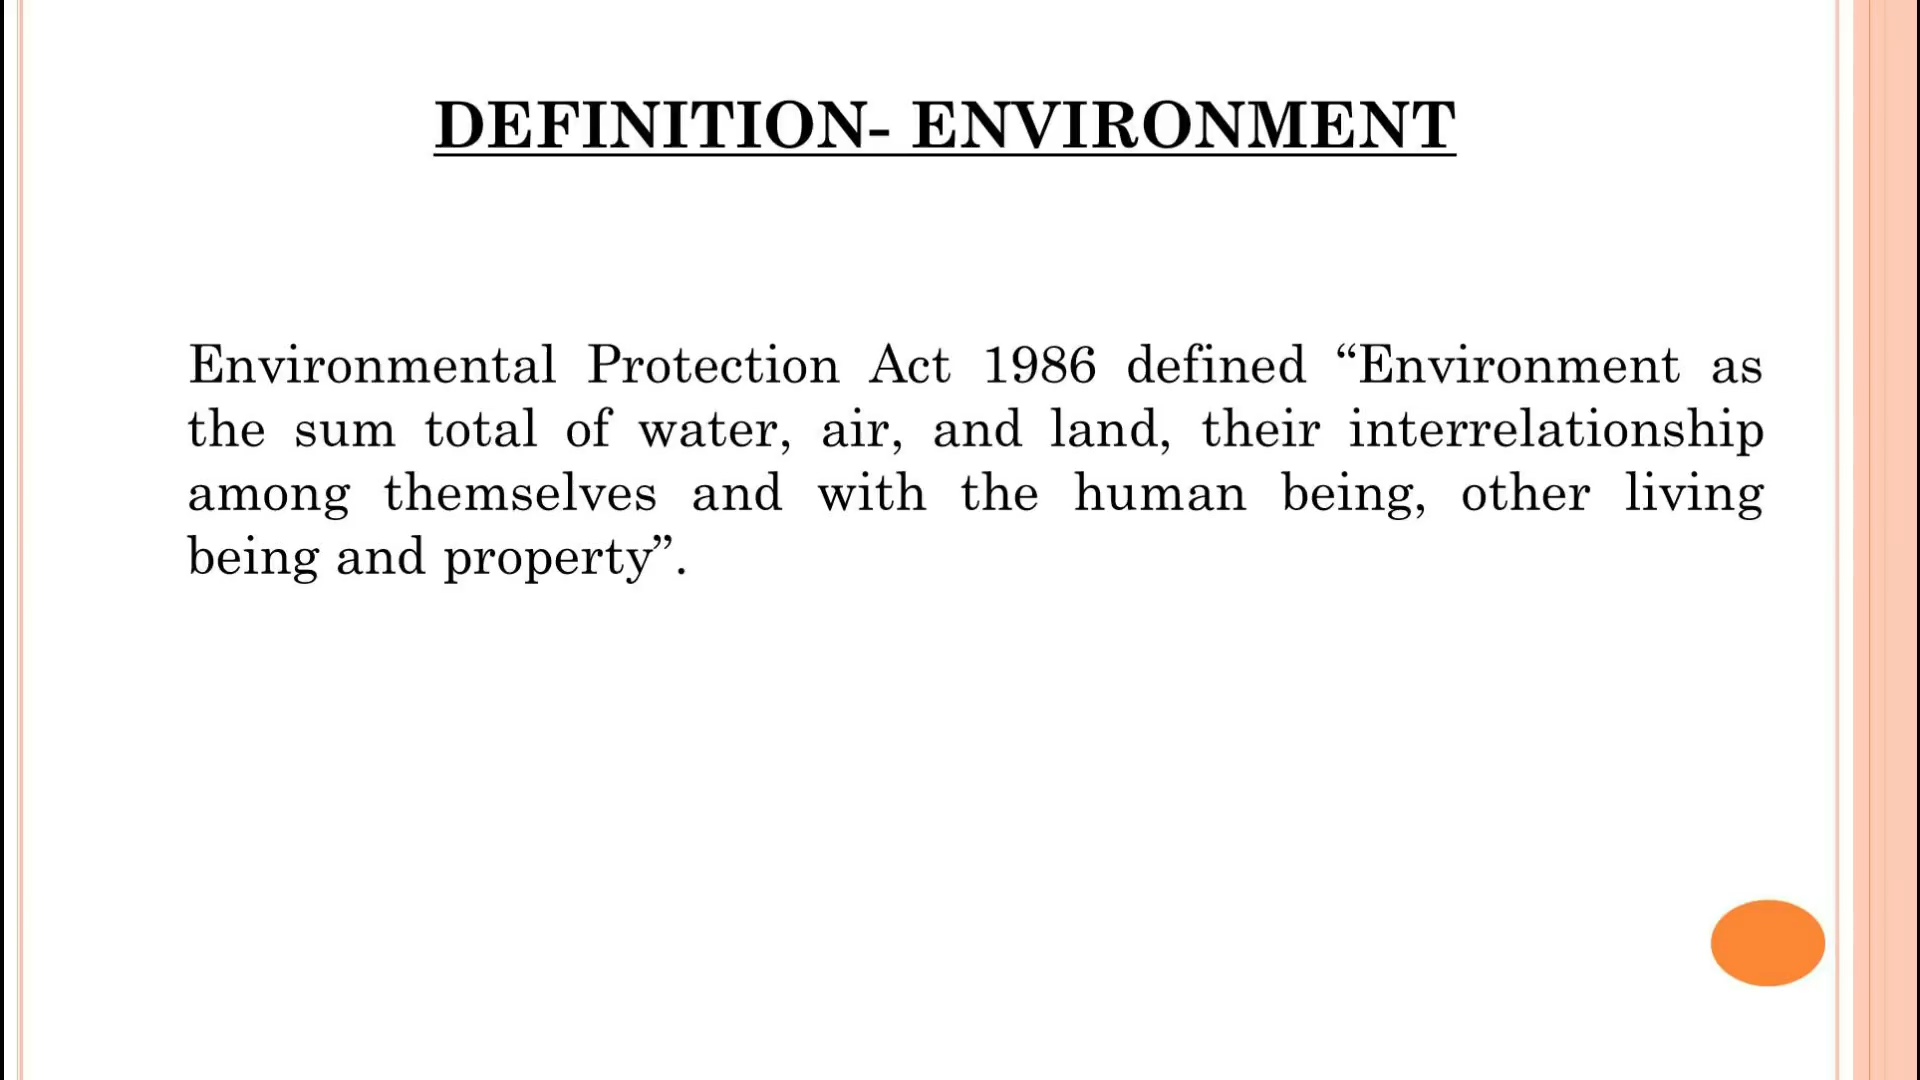 DEFINITION- ENVIRONMENT
Environmental Protection Act 1986 defined “Environment as
the sum total of water, air, and land, their interrelationship
among themselves and with the human being, other living
being and property”.